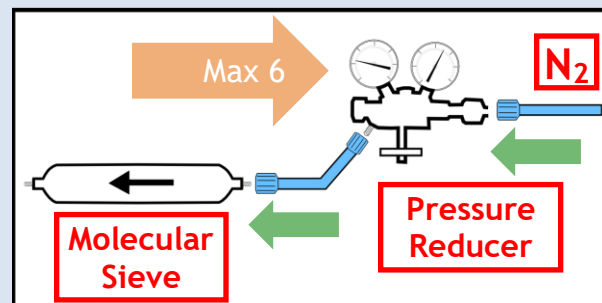 Max 6
N₂
Pressure
Reducer
Molecular
Sieve